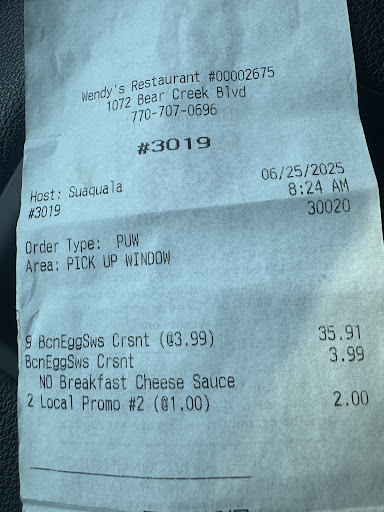 Wendy's Restaurant #00002675
1072 Bear Creek Blvd
770-707-0696
#3019
06/25/2025
Host: Suaquala 8:24 AM
#3019 30020
Order Type: PUW
Area: PICK UP WINDOW
9 BcnEggSws Crsnt (@3.99) 35.91
BcnEggSws Crsnt 3.99
NO Breakfast Cheese Sauce
2 Local Promo #2 (@1.00) 2.00